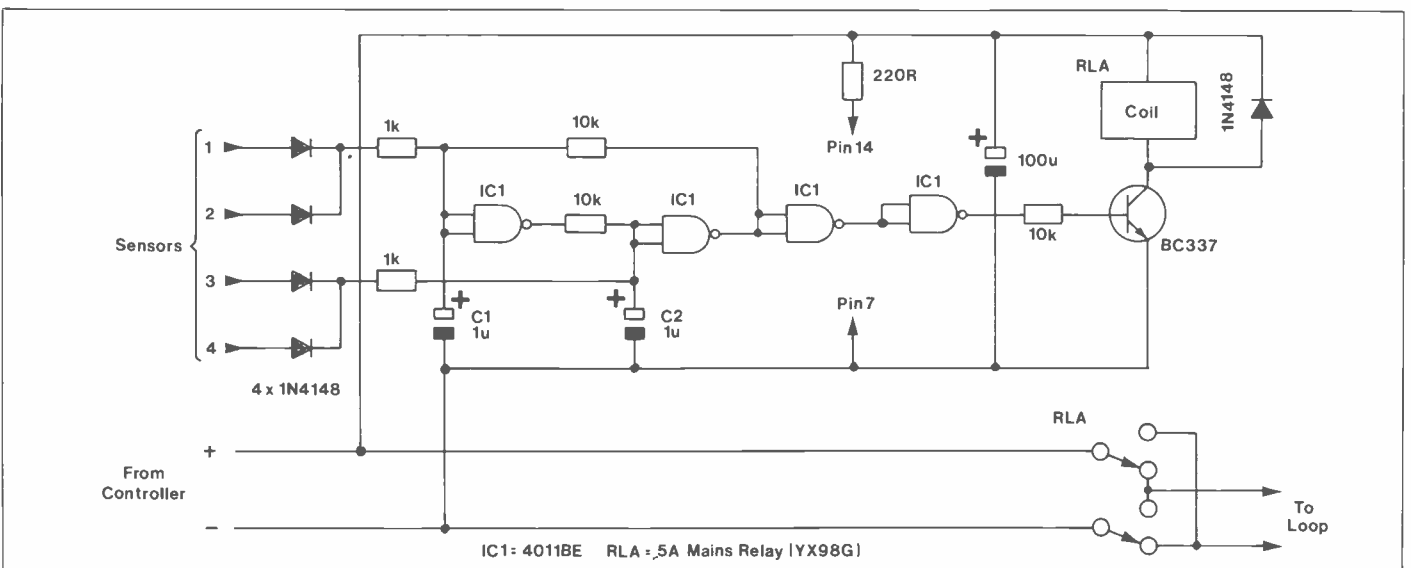 RLA
220R
Coil
1N4148
1k
10k
Pin 14
1
+
100u
IC1
10k
IC1
IC1
IC1
2
Sensors
1k
10k
BC337
3
+
+
Pin 7
C1
1u
C2
1u
4
4 x 1N4148
RLA
+
From
Controller
To
Loop
−
IC1 = 4011BE RLA = 5A Mains Relay (YX98G)